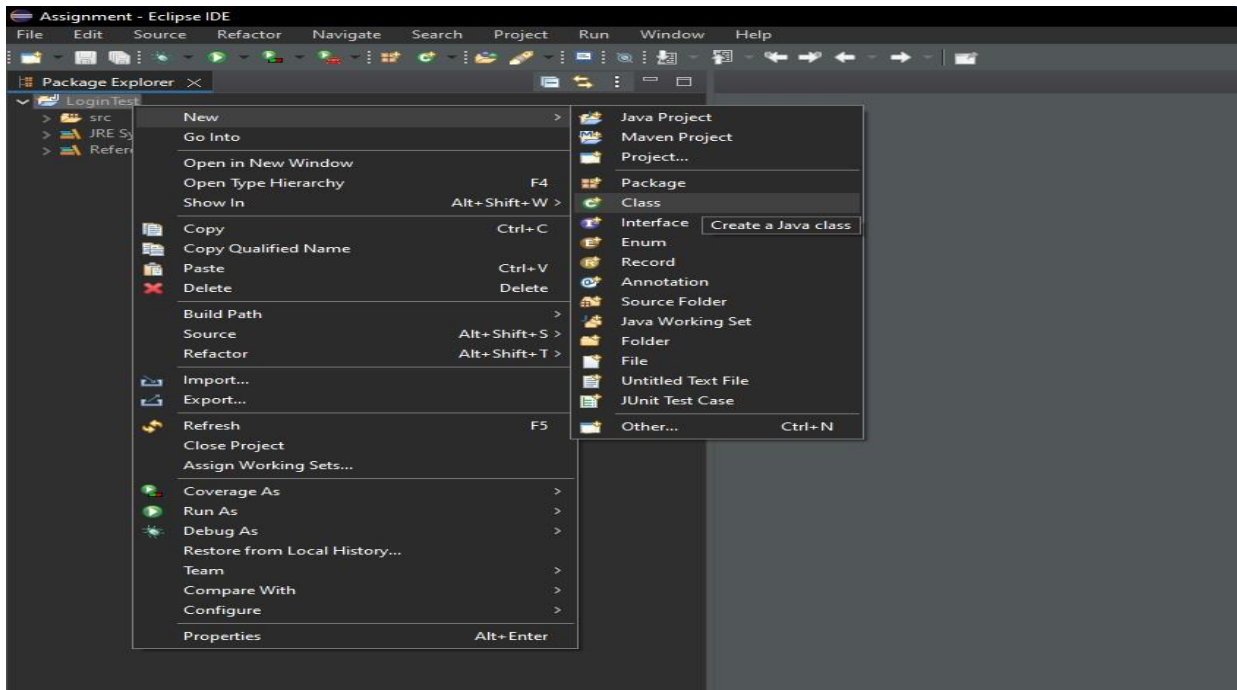 Assignment - Eclipse IDE
File Edit Source Refactor Navigate Search Project Run Window Help
Package Explorer
LoginTest
src
JRE Sy
Refere
New
Go Into
Open in New Window
Open Type Hierarchy F4
Show In Alt+Shift+W >
Copy Ctrl+C
Copy Qualified Name
Paste Ctrl+V
Delete Delete
Build Path
Source Alt+Shift+S >
Refactor Alt+Shift+T >
Import...
Export...
Refresh F5
Close Project
Assign Working Sets...
Coverage As
Run As
Debug As
Restore from Local History...
Team
Compare With
Configure
Properties Alt+Enter
Java Project
Maven Project
Project...
Package
Class
Interface
Create a Java class
Enum
Record
Annotation
Source Folder
Java Working Set
Folder
File
Untitled Text File
JUnit Test Case
Other... Ctrl+N